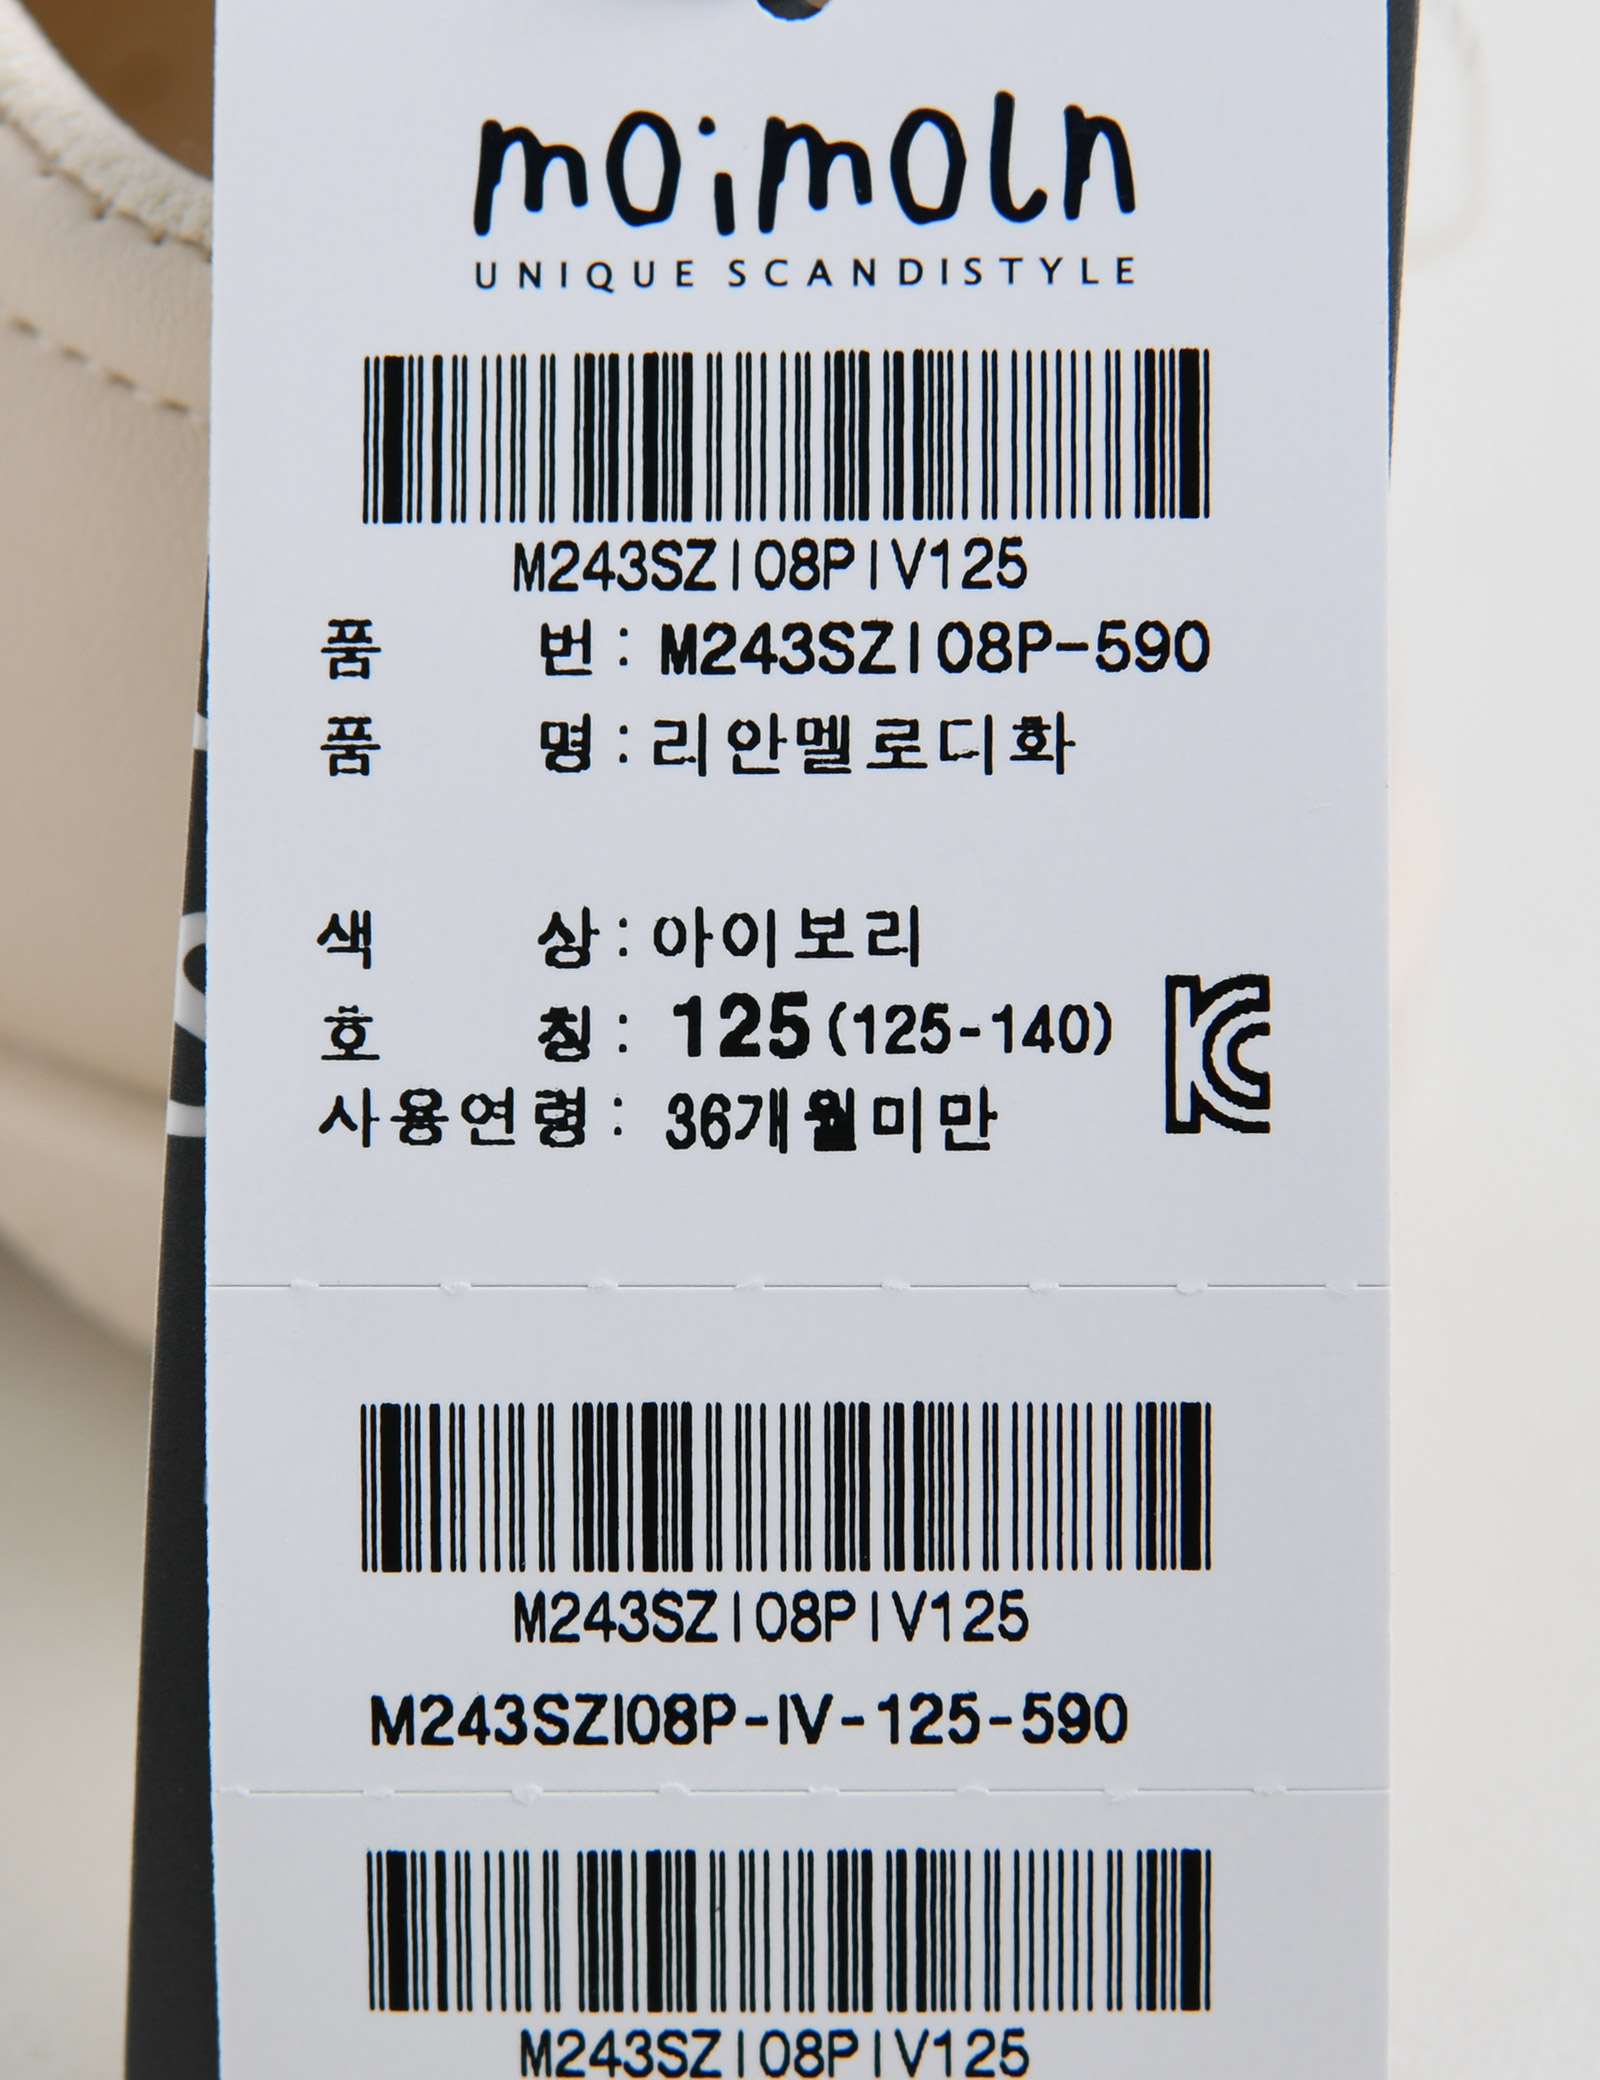 moimoln
UNIQUE SCANDISTYLE
M243SZI08PIV125
품 번 : M243SZI08P-590
품 명 : 리안멜로디화
색 상 : 아이보리
호 칭 : 125(125-140)
KC
사용연령 : 36개월미만
M243SZI08PIV125
M243SZI08P-IV-125-590
M243SZI08PIV125